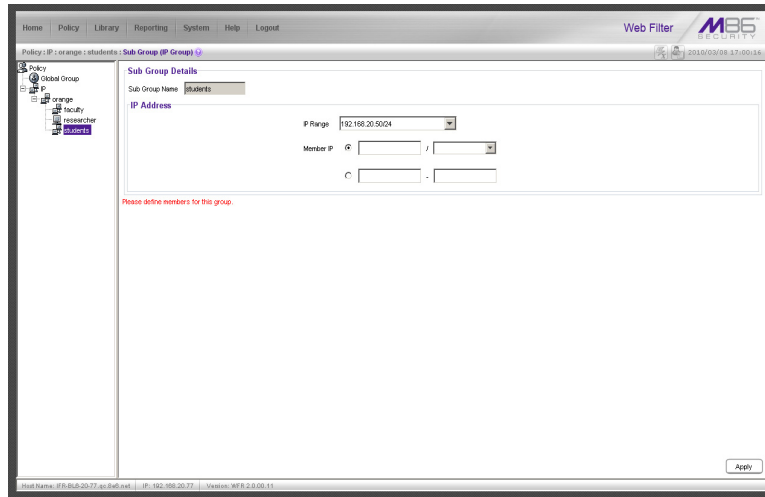 Home Policy Library Reporting System Help Logout Web Filter M86 SECURITY
Policy : IP : orange : students : Sub Group (IP Group) ? 2010/03/09 17:00:16
Policy
Global Group
IP
orange
faculty
researcher
students
Sub Group Details
Sub Group Name students
IP Address
IP Range 192.168.20.50/24
Member IP /
-
Please define members for this group.
Apply
Host Name: IFR-BL6-20-77.qc.8e6.net IP: 192.168.20.77 Version: WFR 2.0.00.11